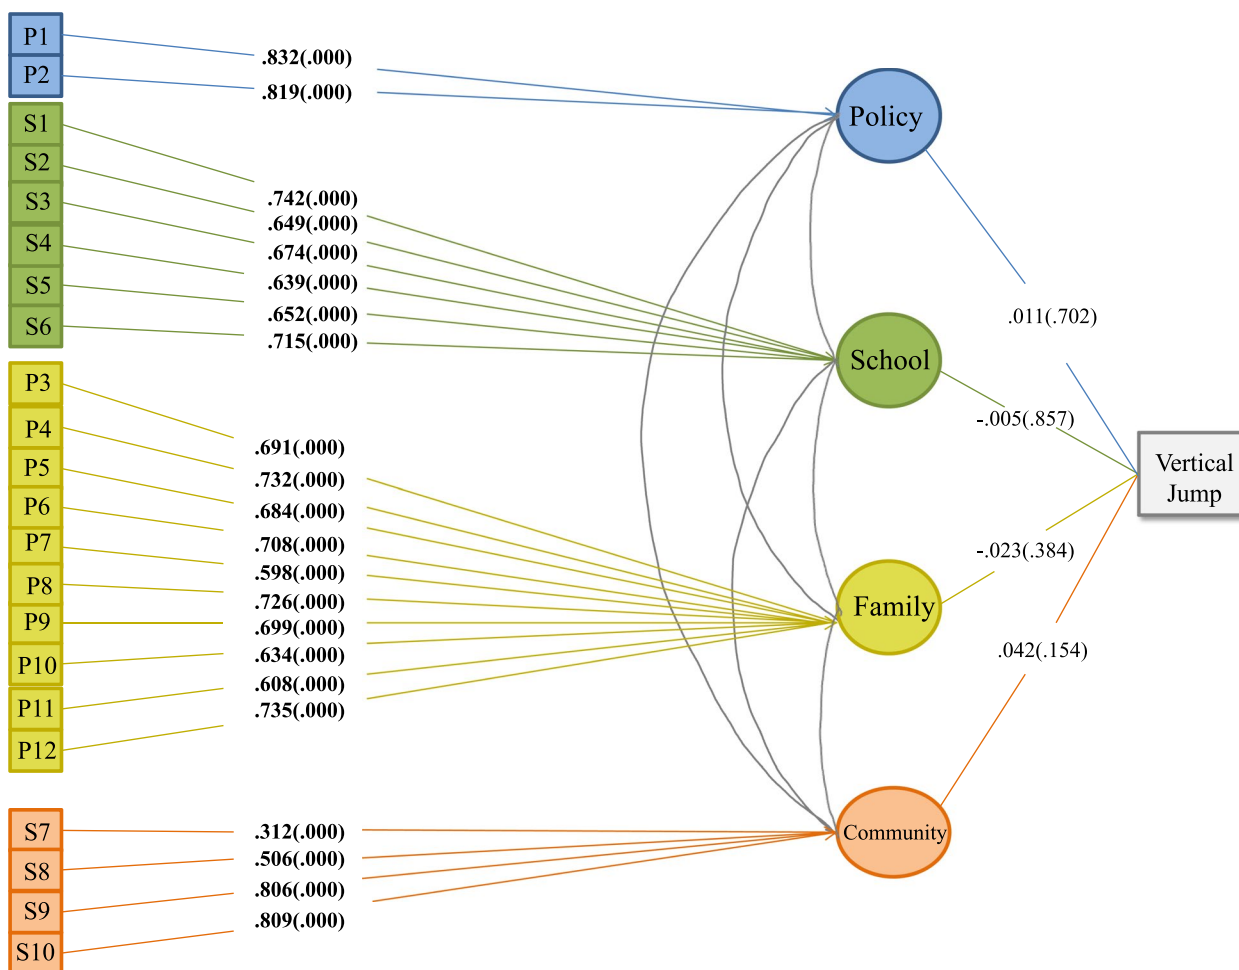 P1
P2
.832(.000)
.819(.000)
Policy
S1
S2
S3
S4
S5
S6
.742(.000)
.649(.000)
.674(.000)
.639(.000)
.652(.000)
.715(.000)
School
.011(.702)
-.005(.857)
P3
P4
P5
P6
P7
P8
P9
P10
P11
P12
.691(.000)
.732(.000)
.684(.000)
.708(.000)
.598(.000)
.726(.000)
.699(.000)
.634(.000)
.608(.000)
.735(.000)
Family
-.023(.384)
.042(.154)
Vertical
Jump
S7
S8
S9
S10
.312(.000)
.506(.000)
.806(.000)
.809(.000)
Community